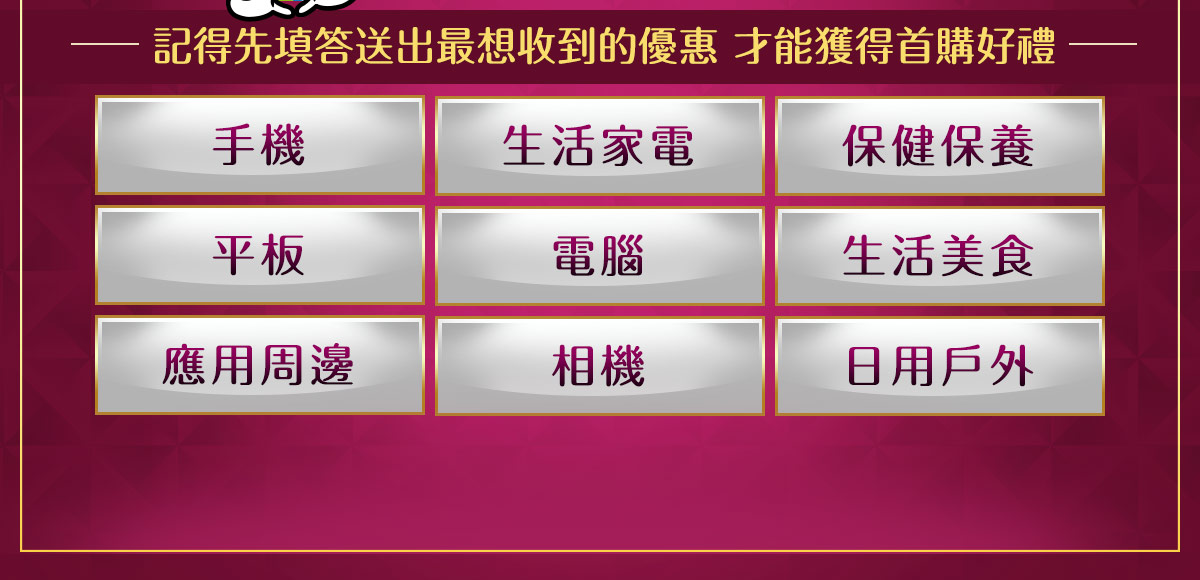 記得先填答送出最想收到的優惠 才能獲得首購好禮
手機
生活家電
保健保養
平板
電腦
生活美食
應用周邊
相機
日用戶外